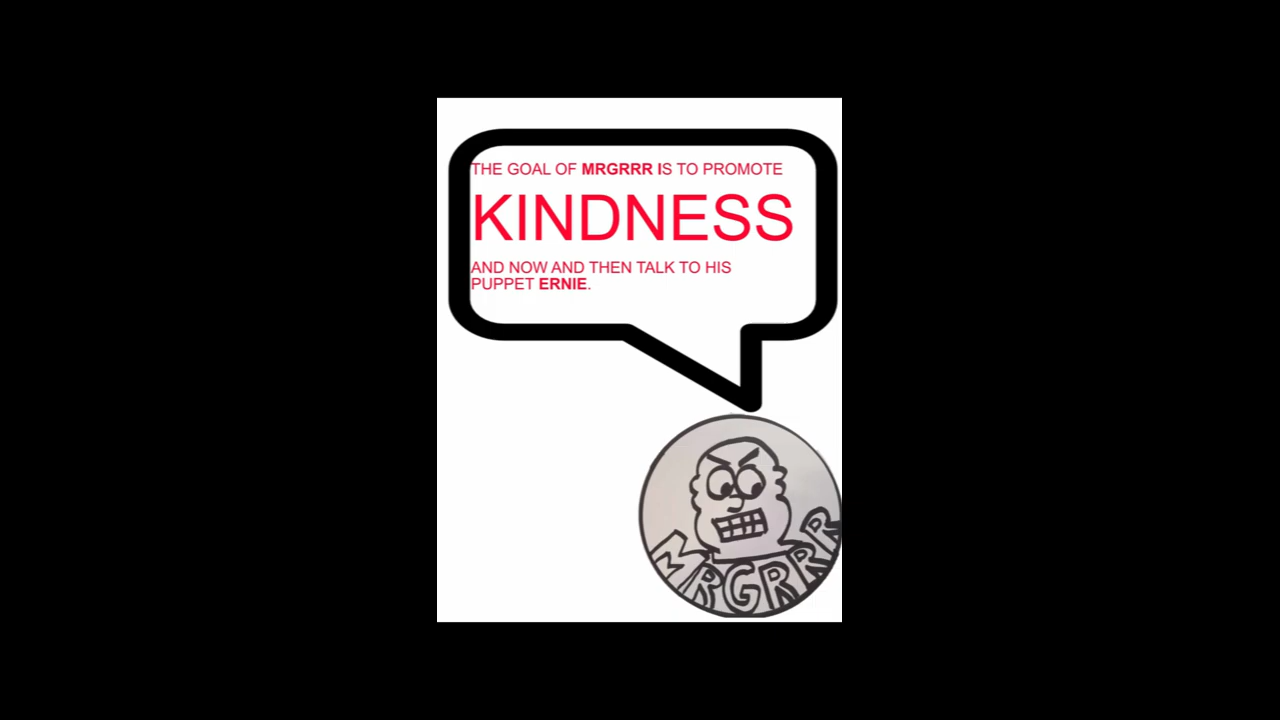 THE GOAL OF MRGRRR IS TO PROMOTE
KINDNESS
AND NOW AND THEN TALK TO HIS
PUPPET ERNIE.
MRGRRR